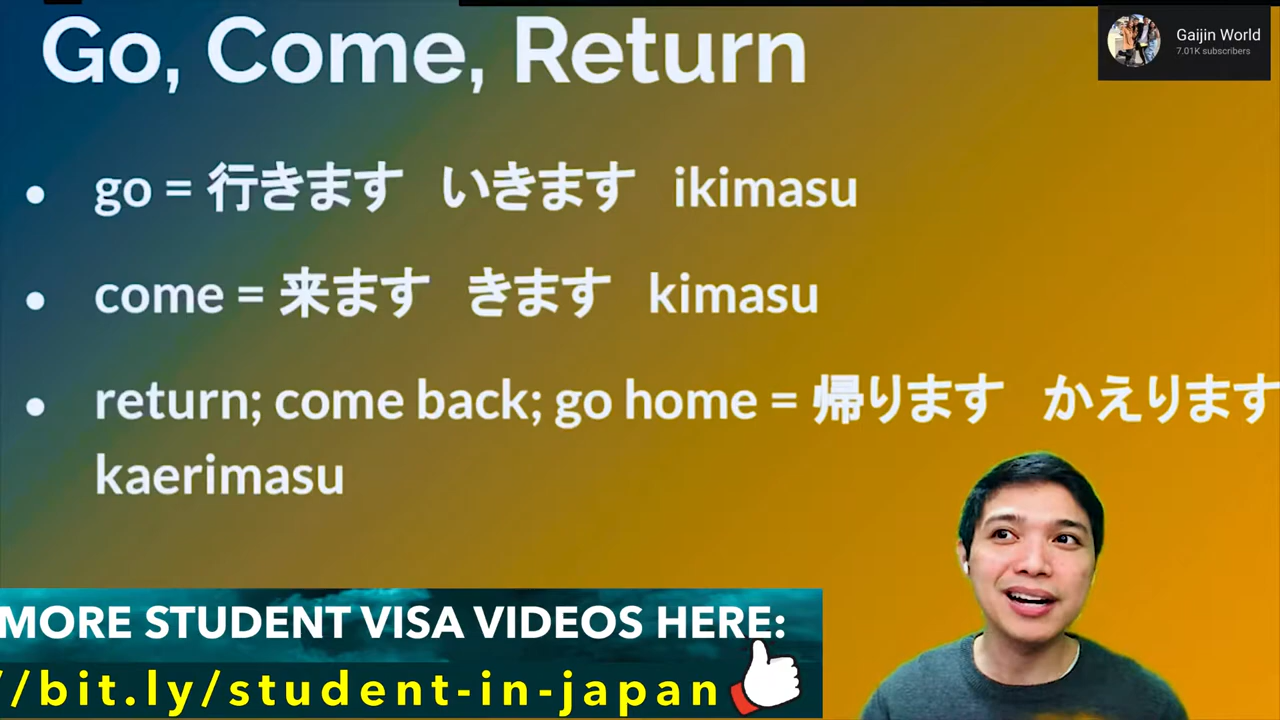 Go, Come, Return
Gaijin World
7.01K subscribers
• go = 行きます いきます ikimasu
• come = 来ます きます kimasu
• return; come back; go home = 帰ります かえります
kaerimasu
MORE STUDENT VISA VIDEOS HERE:
//bit.ly/student-in-japan